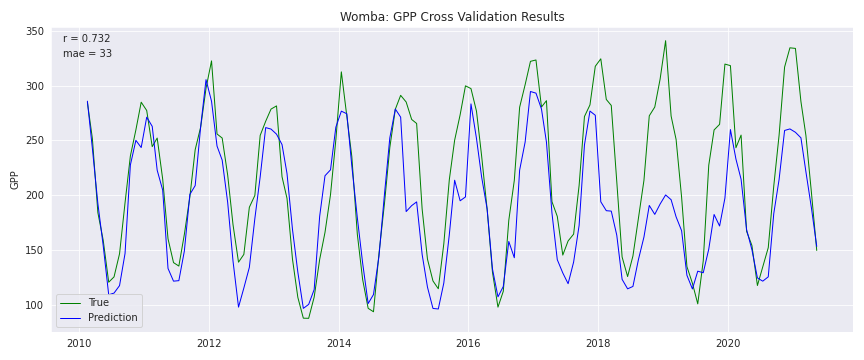 Womba: GPP Cross Validation Results
r = 0.732
mae = 33
350
300
250
200
150
100
GPP
True
Prediction
2010
2012
2014
2016
2018
2020